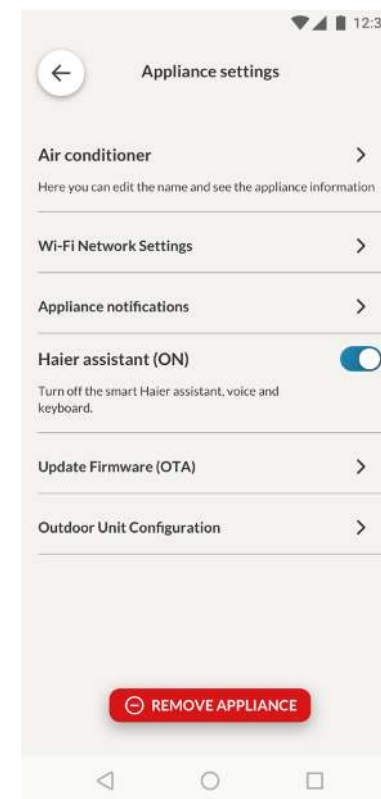 12:3
Appliance settings
Air conditioner
Here you can edit the name and see the appliance information
Wi-Fi Network Settings
Appliance notifications
Haier assistant (ON)
Turn off the smart Haier assistant, voice and
keyboard.
Update Firmware (OTA)
Outdoor Unit Configuration
REMOVE APPLIANCE